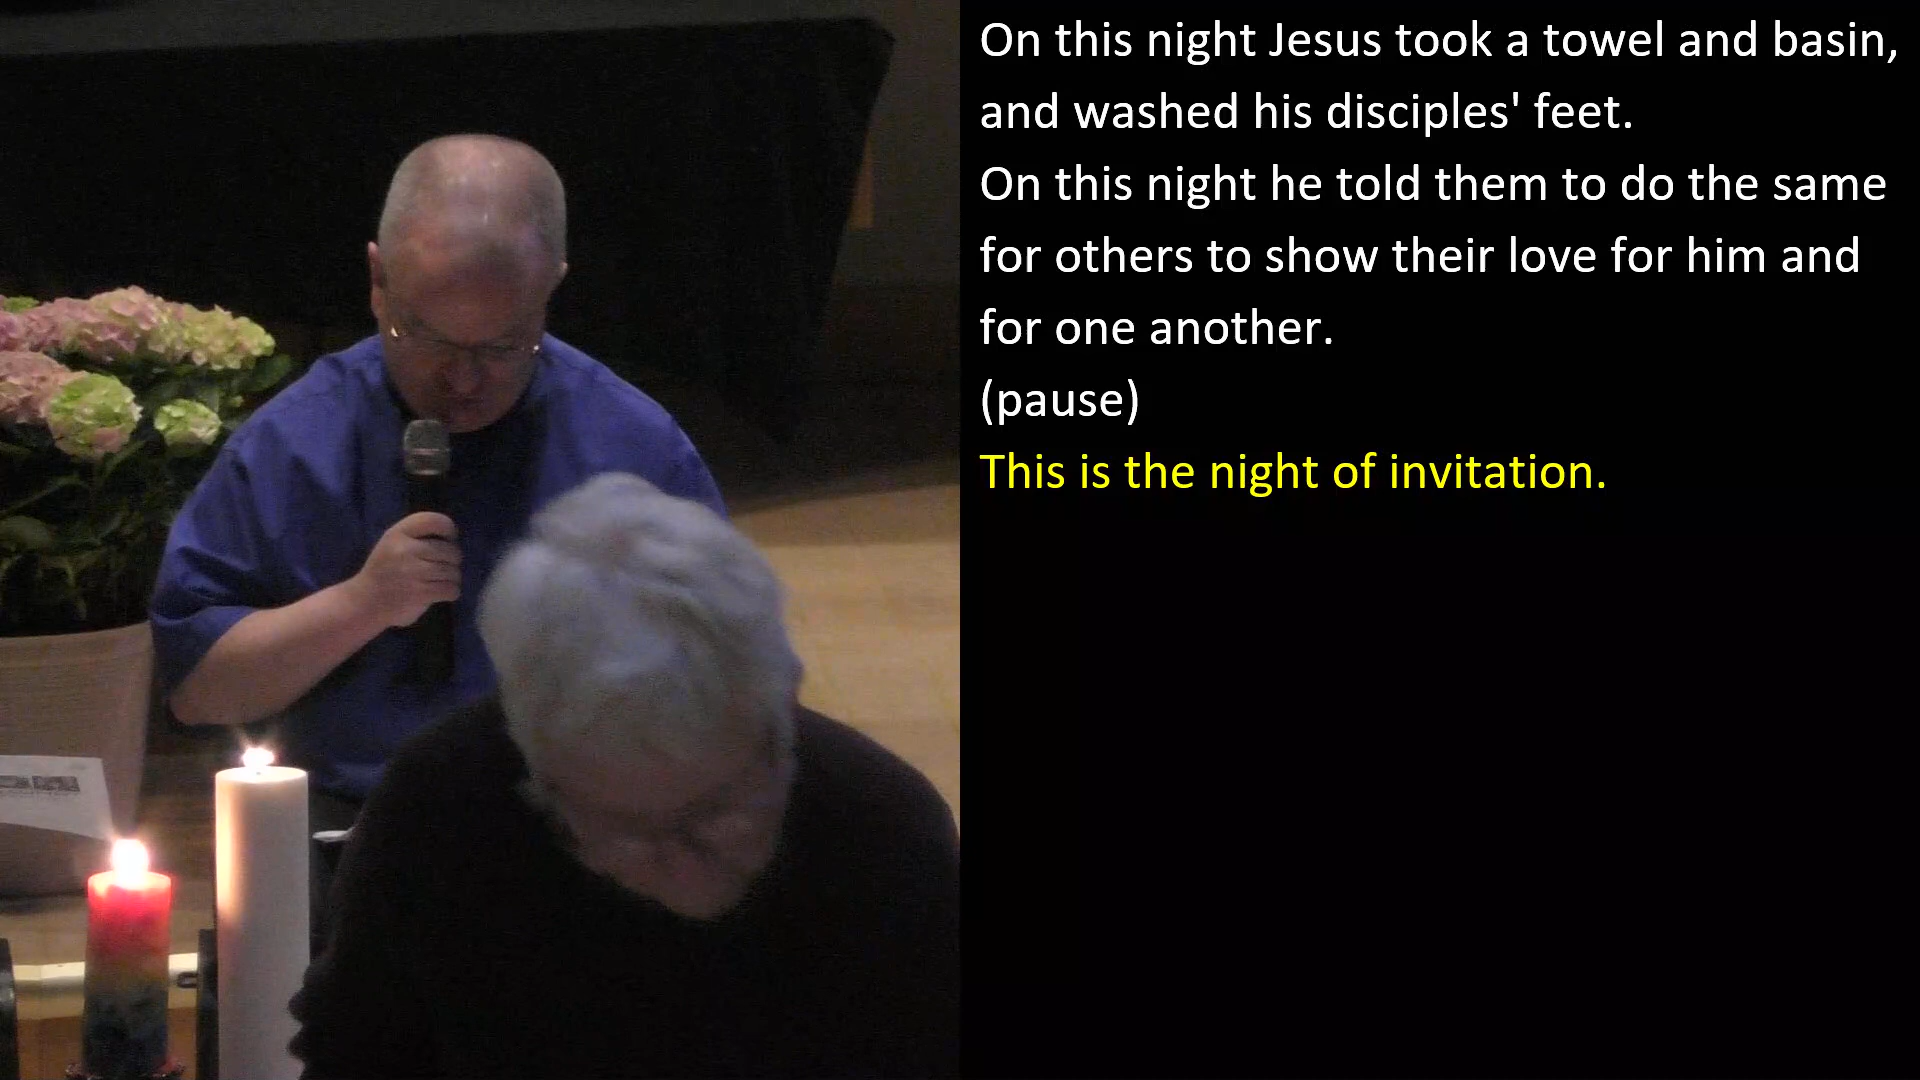 On this night Jesus took a towel and basin,
and washed his disciples' feet.
On this night he told them to do the same
for others to show their love for him and
for one another.
(pause)
This is the night of invitation.